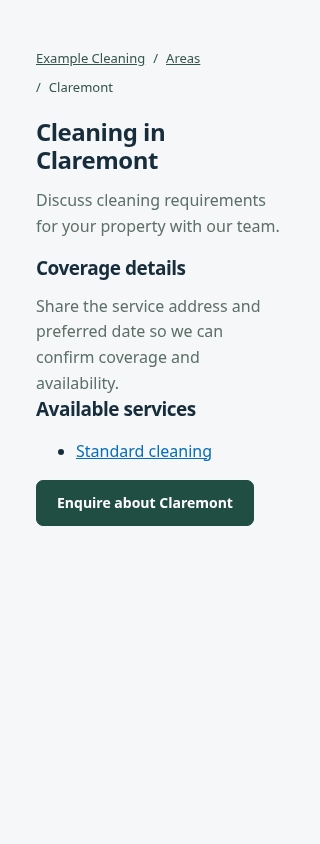 Example Cleaning / Areas
/ Claremont
Cleaning in
Claremont
Discuss cleaning requirements
for your property with our team.
Coverage details
Share the service address and
preferred date so we can
confirm coverage and
availability.
Available services
• Standard cleaning
Enquire about Claremont